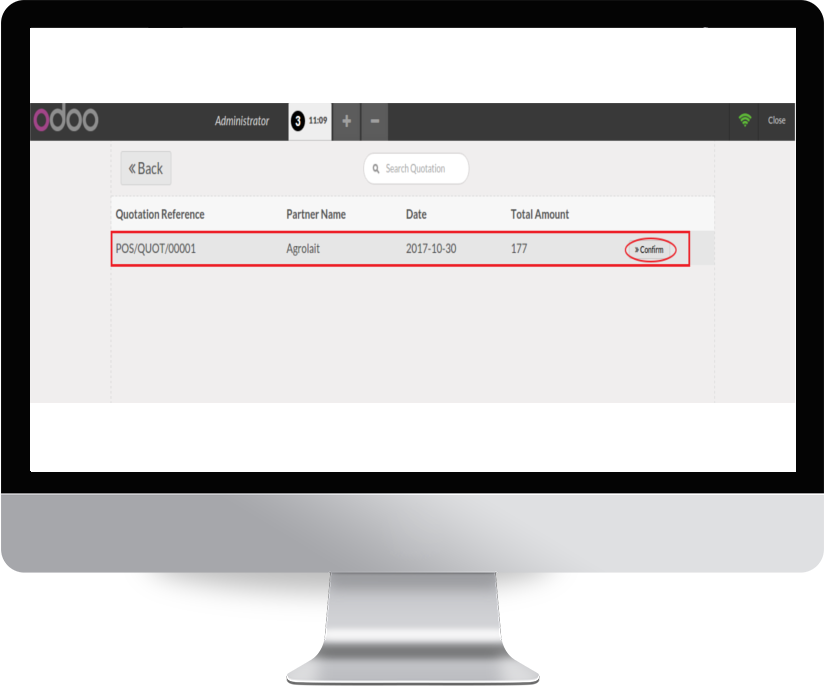 odoo Administrator 3 11:09 + − Close
« Back Search Quotation
Quotation Reference Partner Name Date Total Amount
POS/QUOT/00001 Agrolait 2017-10-30 177 » Confirm